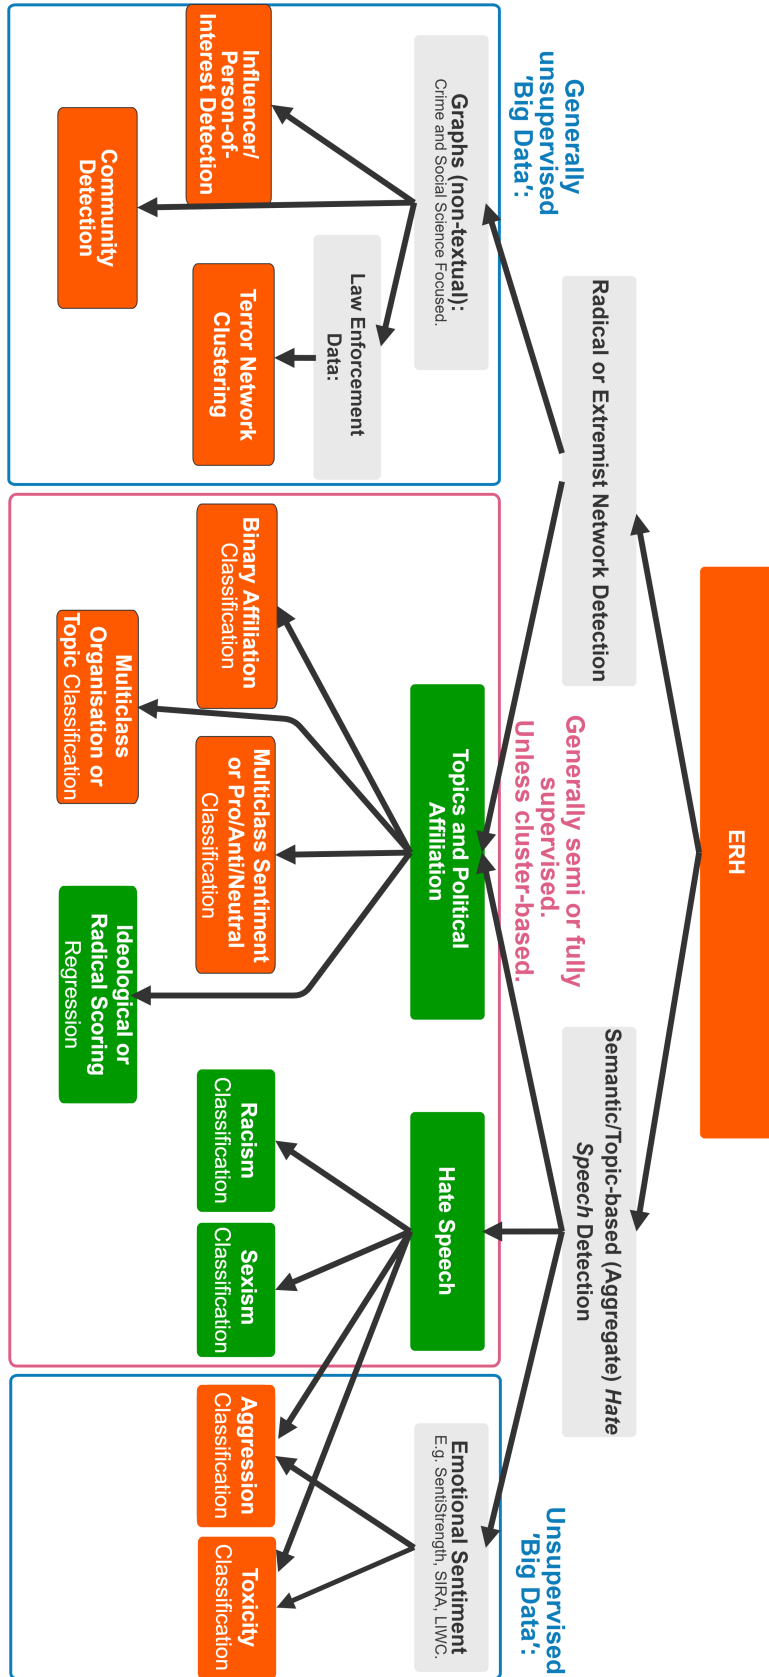 ERH
Radical or Extremist Network Detection
Semantic/Topic-based (Aggregate) Hate
Speech Detection
Generally
unsupervised
'Big Data':
Generally semi or fully
supervised.
Unless cluster-based.
Unsupervised
'Big Data':
Graphs (non-textual):
Crime and Social Science Focused.
Topics and Political
Affiliation
Hate Speech
Emotional Sentiment
E.g. SentiStrength, SIRA, LIWC.
Law Enforcement
Data:
Influencer/
Person-of-
Interest Detection
Terror Network
Clustering
Binary Affiliation
Classification
Multiclass Sentiment
or Pro/Anti/Neutral
Classification
Racism
Classification
Sexism
Classification
Aggression
Classification
Toxicity
Classification
Community
Detection
Multiclass
Organisation or
Topic Classification
Ideological or
Radical Scoring
Regression